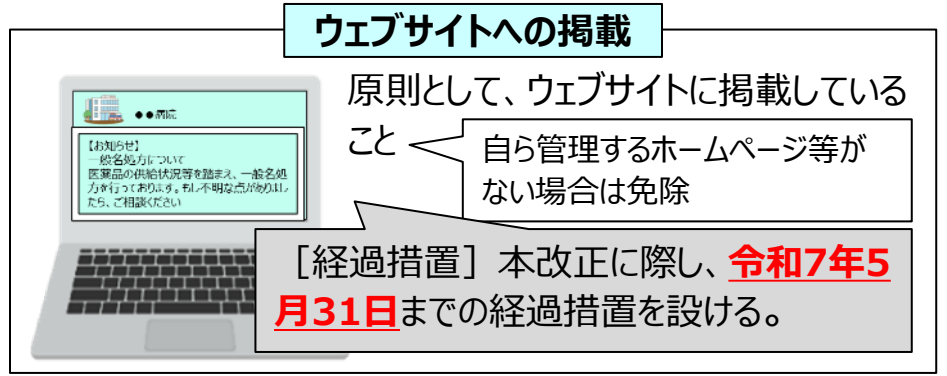 ウェブサイトへの掲載
原則として、ウェブサイトに掲載している
こと
自ら管理するホームページ等が
ない場合は免除
●●病院
【お知らせ】
一般名処方について
医薬品の供給状況等を踏まえ、一般名処
方を行っております。もし不明な点がありまし
たら、ご相談ください
［経過措置］本改正に際し、令和7年5
月31日までの経過措置を設ける。